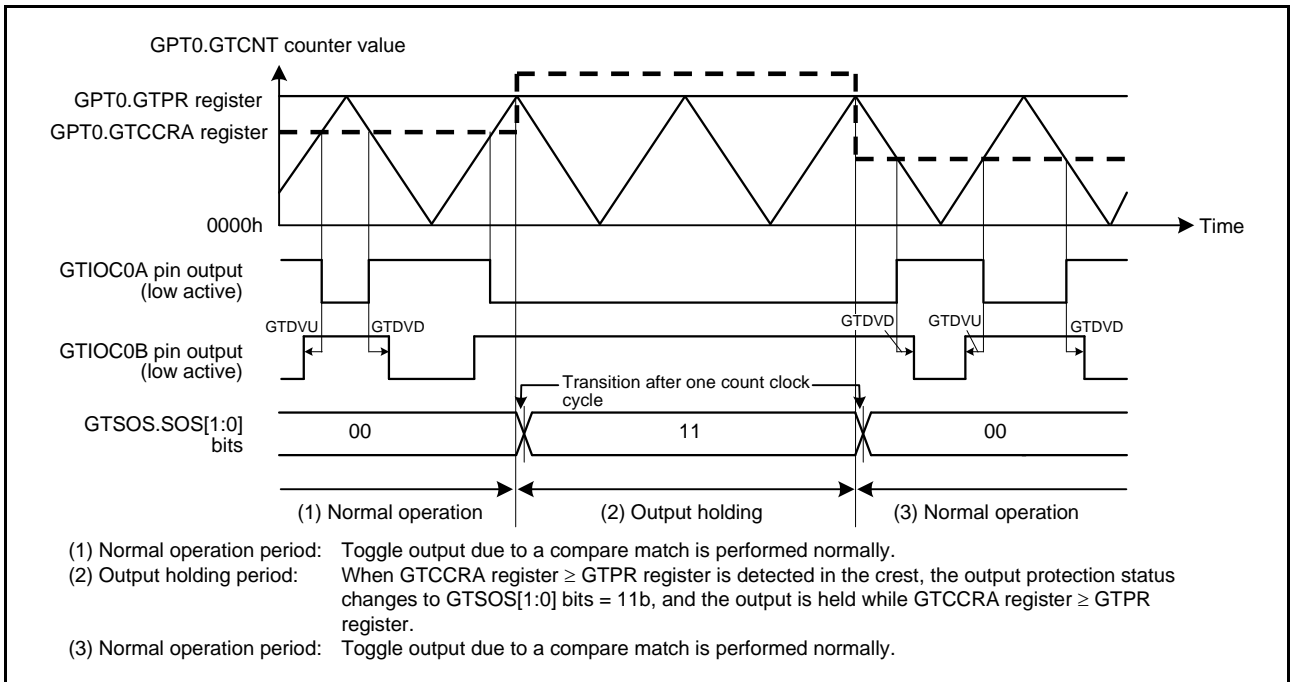 GPT0.GTCNT counter value
GPT0.GTPR register
GPT0.GTCCRA register
0000h
Time
GTIOC0A pin output
(low active)
GTDVU
GTDVD
GTDVD
GTDVU
GTDVD
GTIOC0B pin output
(low active)
Transition after one count clock
cycle
GTSOS.SOS[1:0]
bits
00
11
00
(1) Normal operation
(2) Output holding
(3) Normal operation
(1) Normal operation period: Toggle output due to a compare match is performed normally.
(2) Output holding period: When GTCCRA register ≥ GTPR register is detected in the crest, the output protection status
changes to GTSOS[1:0] bits = 11b, and the output is held while GTCCRA register ≥ GTPR
register.
(3) Normal operation period: Toggle output due to a compare match is performed normally.